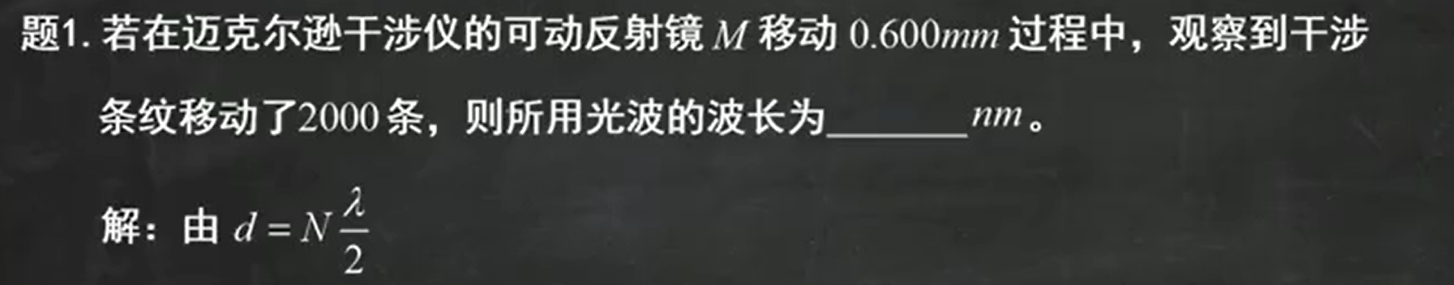 题1. 若在迈克尔逊干涉仪的可动反射镜 M 移动 0.600mm 过程中，观察到干涉
条纹移动了2000条，则所用光波的波长为_______nm。
解：由 d = N λ/2